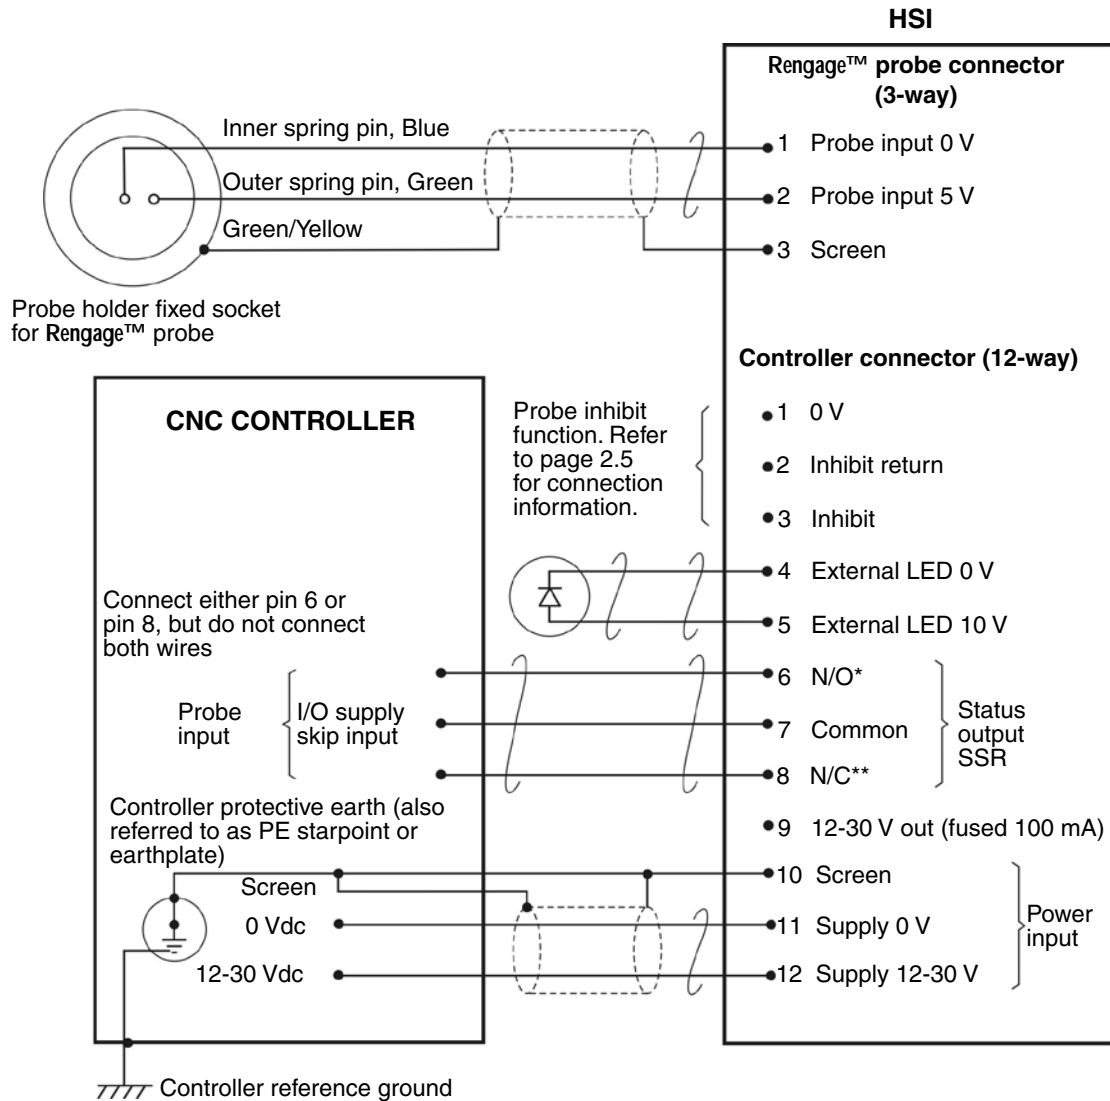 HSI
Rengage™ probe connector
(3-way)
Inner spring pin, Blue
1 Probe input 0 V
Outer spring pin, Green
2 Probe input 5 V
Green/Yellow
3 Screen
Probe holder fixed socket
for Rengage™ probe
Controller connector (12-way)
CNC CONTROLLER
Probe inhibit
function. Refer
to page 2.5
for connection
information.
1 0 V
2 Inhibit return
3 Inhibit
4 External LED 0 V
5 External LED 10 V
Connect either pin 6 or
pin 8, but do not connect
both wires
6 N/O*
7 Common
8 N/C**
Status
output
SSR
Probe
input
I/O supply
skip input
Controller protective earth (also
referred to as PE starpoint or
earthplate)
9 12-30 V out (fused 100 mA)
Screen
10 Screen
0 Vdc
11 Supply 0 V
12-30 Vdc
12 Supply 12-30 V
Power
input
Controller reference ground